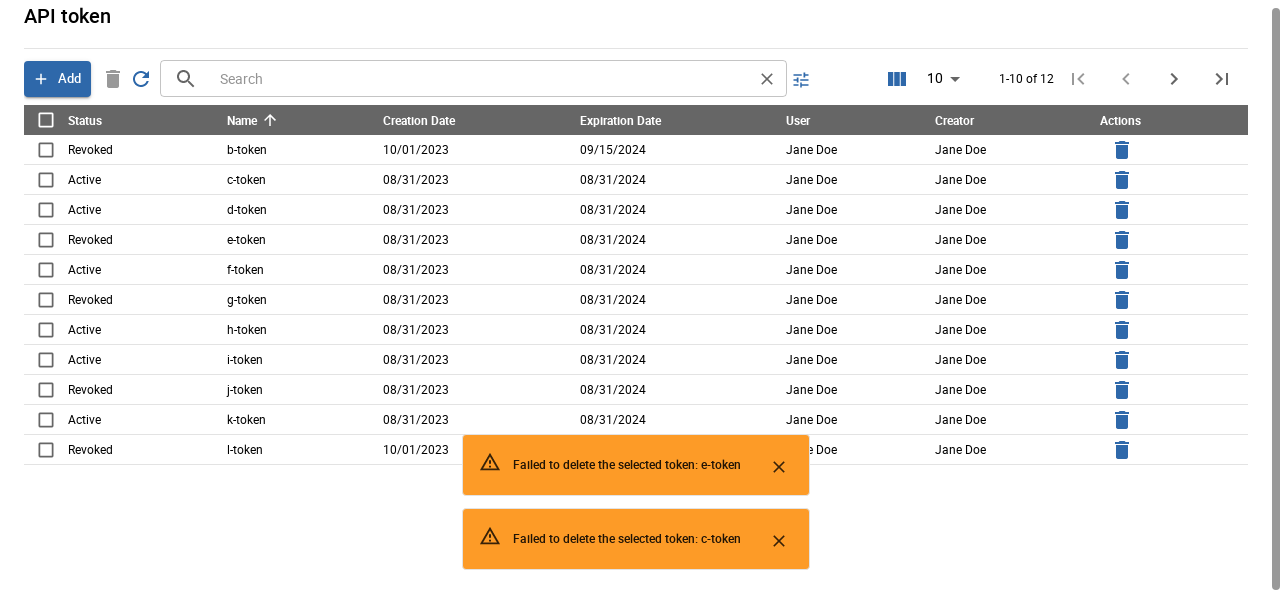 API token
Add
Search
10
1-10 of 12
Status Name Creation Date Expiration Date User Creator Actions
Revoked b-token 10/01/2023 09/15/2024 Jane Doe Jane Doe
Active c-token 08/31/2023 08/31/2024 Jane Doe Jane Doe
Active d-token 08/31/2023 08/31/2024 Jane Doe Jane Doe
Revoked e-token 08/31/2023 08/31/2024 Jane Doe Jane Doe
Active f-token 08/31/2023 08/31/2024 Jane Doe Jane Doe
Revoked g-token 08/31/2023 08/31/2024 Jane Doe Jane Doe
Active h-token 08/31/2023 08/31/2024 Jane Doe Jane Doe
Active i-token 08/31/2023 08/31/2024 Jane Doe Jane Doe
Revoked j-token 08/31/2023 08/31/2024 Jane Doe Jane Doe
Active k-token 08/31/2023 08/31/2024 Jane Doe Jane Doe
Revoked l-token 10/01/2023 Doe Jane Doe
Failed to delete the selected token: e-token
Failed to delete the selected token: c-token